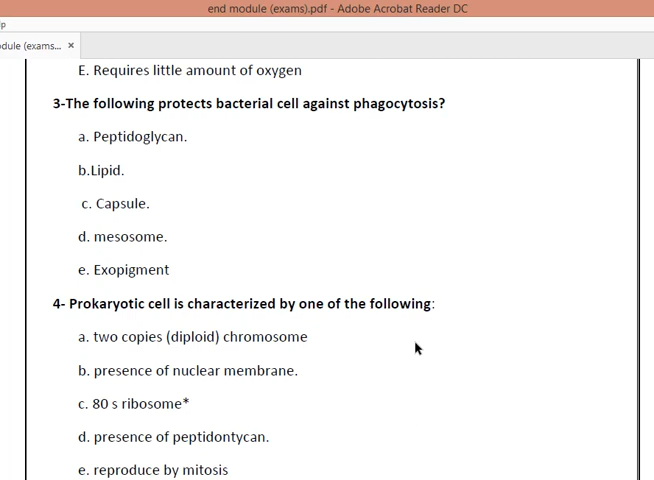 end module (exams).pdf - Adobe Acrobat Reader DC
lp
odule (exams... ×
E. Requires little amount of oxygen
3-The following protects bacterial cell against phagocytosis?
a. Peptidoglycan.
b.Lipid.
c. Capsule.
d. mesosome.
e. Exopigment
4- Prokaryotic cell is characterized by one of the following:
a. two copies (diploid) chromosome
b. presence of nuclear membrane.
c. 80 s ribosome*
d. presence of peptidontycan.
e. reproduce by mitosis